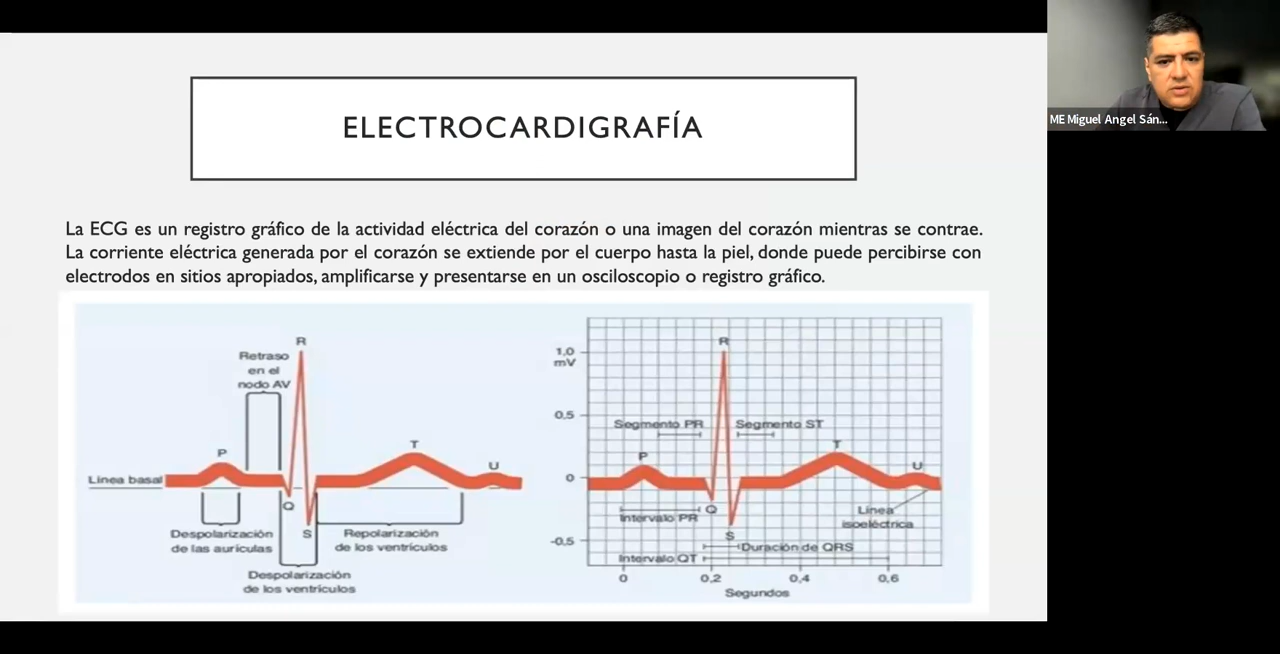 ELECTROCARDIGRAFÍA
ME Miguel Angel Sán...
La ECG es un registro gráfico de la actividad eléctrica del corazón o una imagen del corazón mientras se contrae.
La corriente eléctrica generada por el corazón se extiende por el cuerpo hasta la piel, donde puede percibirse con
electrodos en sitios apropiados, amplificarse y presentarse en un osciloscopio o registro gráfico.
R
Retraso
en el
nodo AV
P
T
U
Línea basal
Q
S
Despolarización
de las aurículas
Repolarización
de los ventrículos
Despolarización
de los ventrículos
R
1,0
mV
0,5
Segmento PR
Segmento ST
T
P
U
0
Q
Intervalo PR
Línea
isoeléctrica
S
-0,5
Duración de QRS
Intervalo QT
0
0,2
0,4
0,6
Segundos